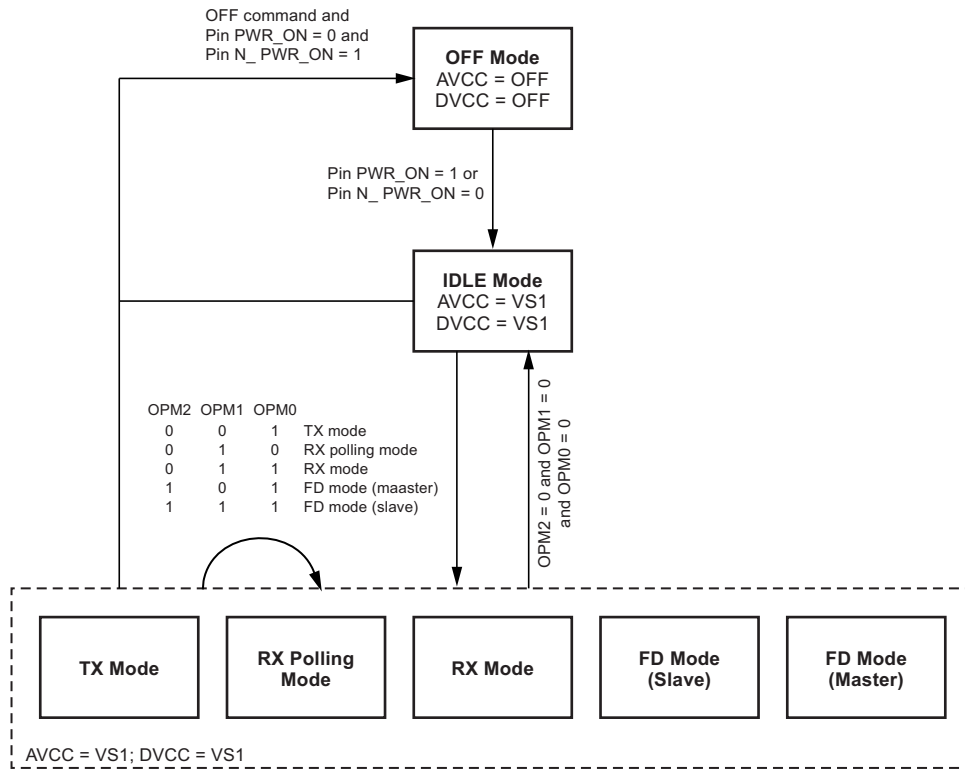 OFF command and
Pin PWR_ON = 0 and
Pin N_ PWR_ON = 1
OFF Mode
AVCC = OFF
DVCC = OFF
Pin PWR_ON = 1 or
Pin N_ PWR_ON = 0
IDLE Mode
AVCC = VS1
DVCC = VS1
OPM2 OPM1 OPM0
0 0 1 TX mode
0 1 0 RX polling mode
0 1 1 RX mode
1 0 1 FD mode (maaster)
1 1 1 FD mode (slave)
OPM2 = 0 and OPM1 = 0
and OPM0 = 0
TX Mode
RX Polling
Mode
RX Mode
FD Mode
(Slave)
FD Mode
(Master)
AVCC = VS1; DVCC = VS1